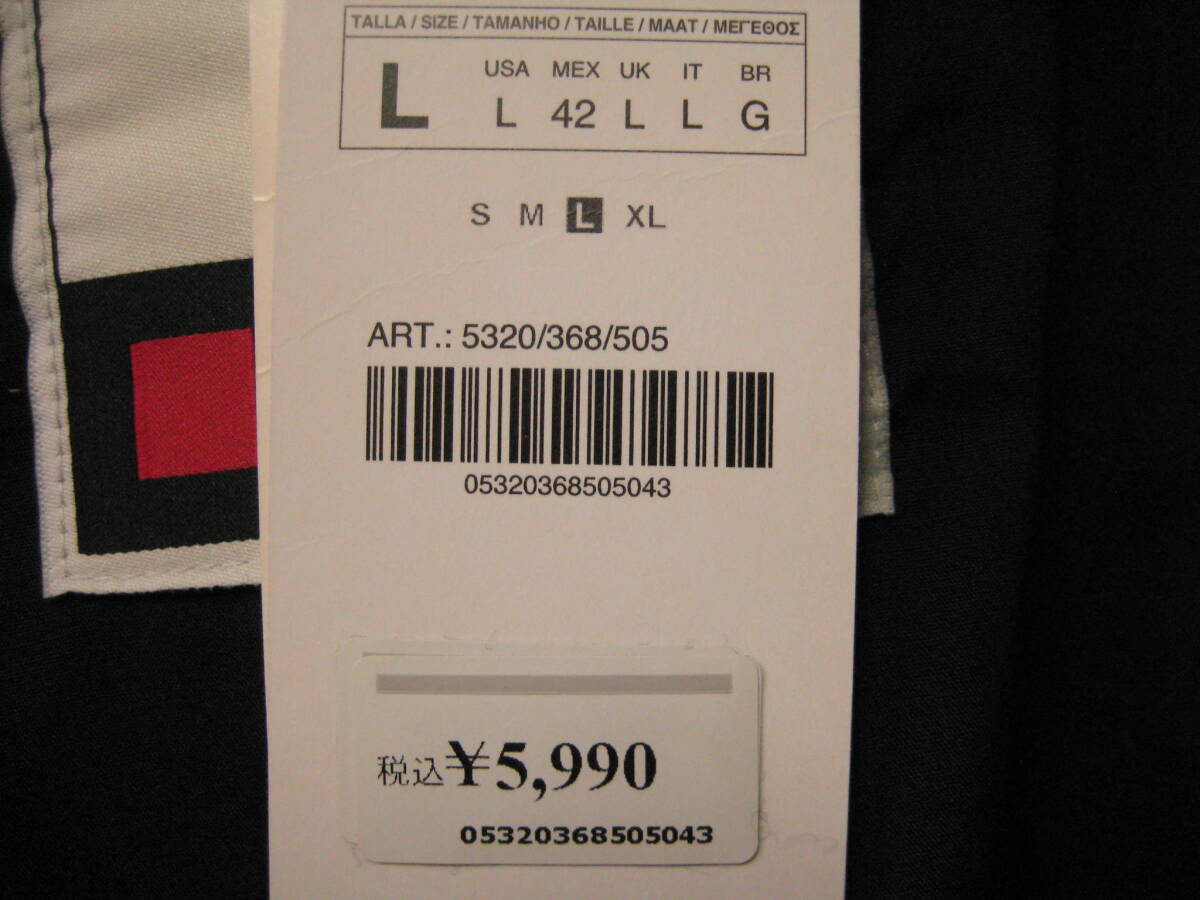 TALLA / SIZE / TAMANHO / TAILLE / MAAT / ΜΕΓΕΘΟΣ
USA MEX UK IT BR
L L 42 L L G
S M L XL
ART.: 5320/368/505
05320368505043
税込¥5,990
05320368505043